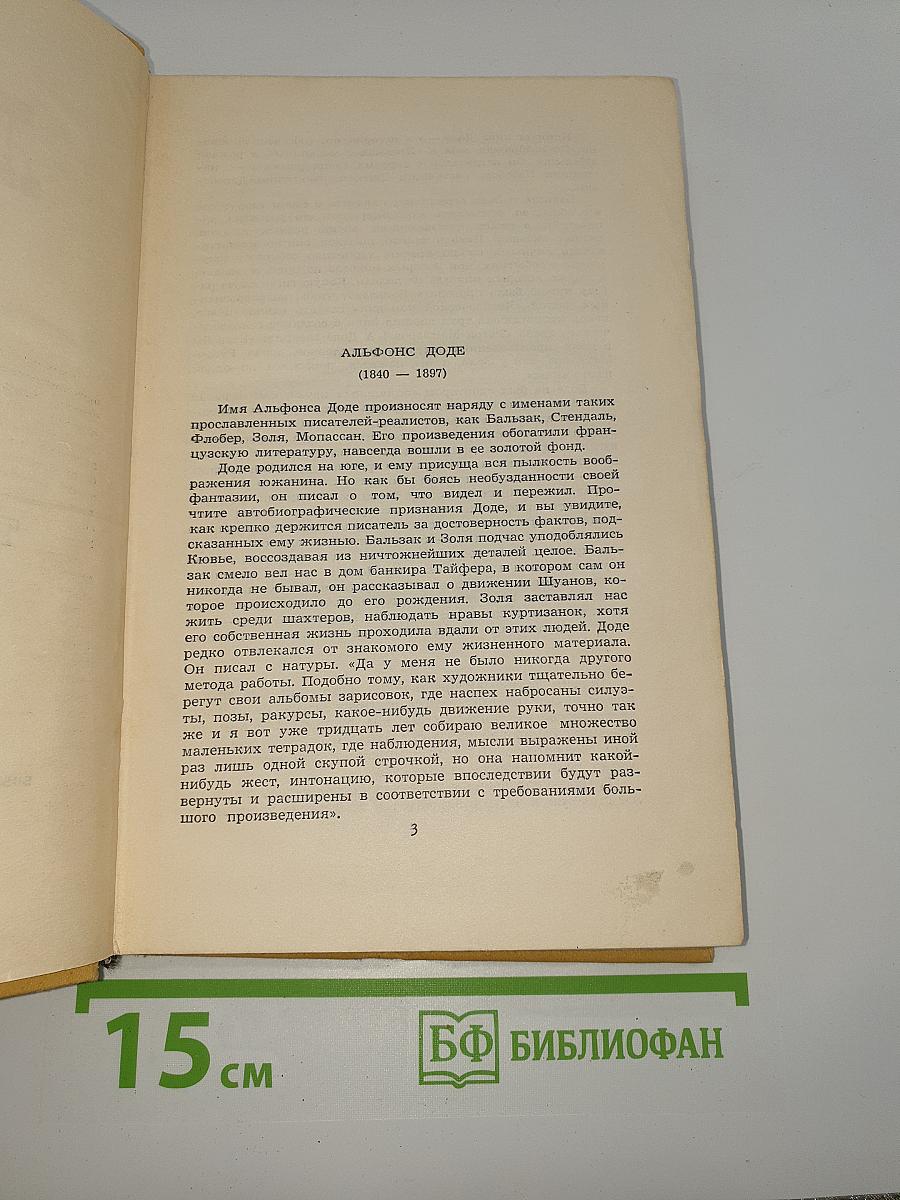 АЛЬФОНС ДОДЕ
(1840 — 1897)
Имя Альфонса Доде произносят наряду с именами таких
прославленных писателей-реалистов, как Бальзак, Стендаль,
Флобер, Золя, Мопассан. Его произведения обогатили фран-
цузскую литературу, навсегда вошли в ее золотой фонд.
Доде родился на юге, и ему присуща вся пылкость вооб-
ражения южанина. Но как бы боясь необузданности своей
фантазии, он писал о том, что видел и пережил. Про-
чтите автобиографические признания Доде, и вы увидите,
как крепко держится писатель за достоверность фактов, под-
сказанных ему жизнью. Бальзак и Золя подчас уподоблялись
Кювье, воссоздавая из ничтожнейших деталей целое. Баль-
зак смело вел нас в дом банкира Тайфера, в котором сам он
никогда не бывал, он рассказывал о движении Шуанов, ко-
торое происходило до его рождения. Золя заставлял нас
жить среди шахтеров, наблюдать нравы куртизанок, хотя
его собственная жизнь проходила вдали от этих людей. Доде
редко отвлекался от знакомого ему жизненного материала.
Он писал с натуры. «Да у меня не было никогда другого
метода работы. Подобно тому, как художники тщательно бе-
регут свои альбомы зарисовок, где наспех набросаны силуэ-
ты, позы, ракурсы, какое-нибудь движение руки, точно так
же и я вот уже тридцать лет собираю великое множество
маленьких тетрадок, где наблюдения, мысли выражены иной
раз лишь одной скупой строчкой, но она напомнит какой-
нибудь жест, интонацию, которые впоследствии будут раз-
вернуты и расширены в соответствии с требованиями боль-
шого произведения».
3
15 см
БФ БИБЛИОФАН